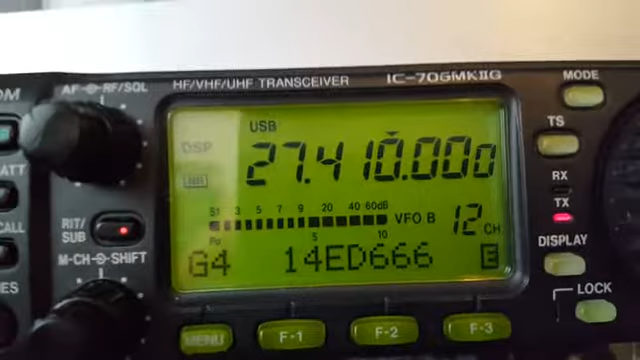 HF/VHF/UHF TRANSCEIVER IC-706MKIIG
AF-⊖-RF/SQL
MODE
DSP USB
27.410.000
TS
RX
TX
S1 3 5 7 9 20 40 60dB
Po 5 10
VFO B 12 CH
RIT/
SUB
M-CH-⊖-SHIFT
DISPLAY
G4 14ED666 E
LOCK
MENU F-1 F-2 F-3